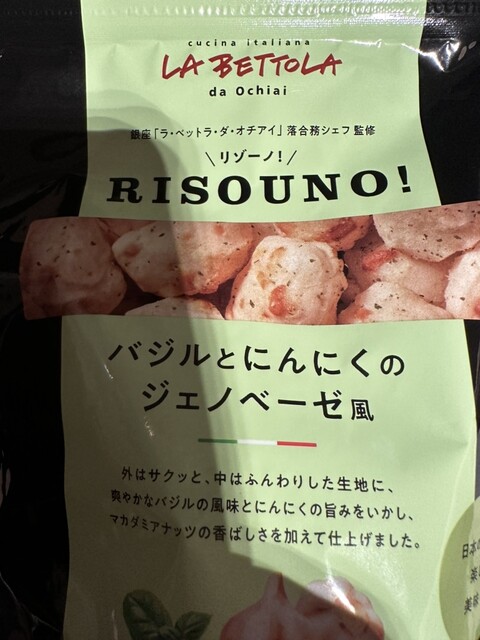 cucina italiana
LA BETTOLA
da Ochiai
銀座「ラ・ベットラ・ダ・オチアイ」落合務シェフ 監修
\ リゾーノ! /
RISOUNO!
バジルとにんにくの
ジェノベーゼ風
外はサクッと、中はふんわりした生地に、
爽やかなバジルの風味とにんにくの旨みをいかし、
マカダミアナッツの香ばしさを加えて仕上げました。
日本の
美味